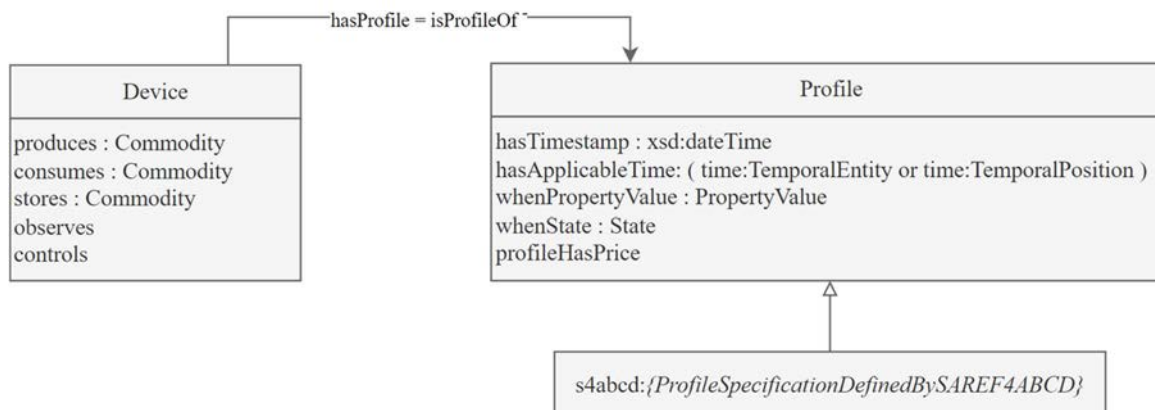 hasProfile = isProfileOf -
Device
produces : Commodity
consumes : Commodity
stores : Commodity
observes
controls
Profile
hasTimestamp : xsd:dateTime
hasApplicableTime: ( time:TemporalEntity or time:TemporalPosition )
whenPropertyValue : PropertyValue
whenState : State
profileHasPrice
s4abcd:{ProfileSpecificationDefinedBySAREF4ABCD}